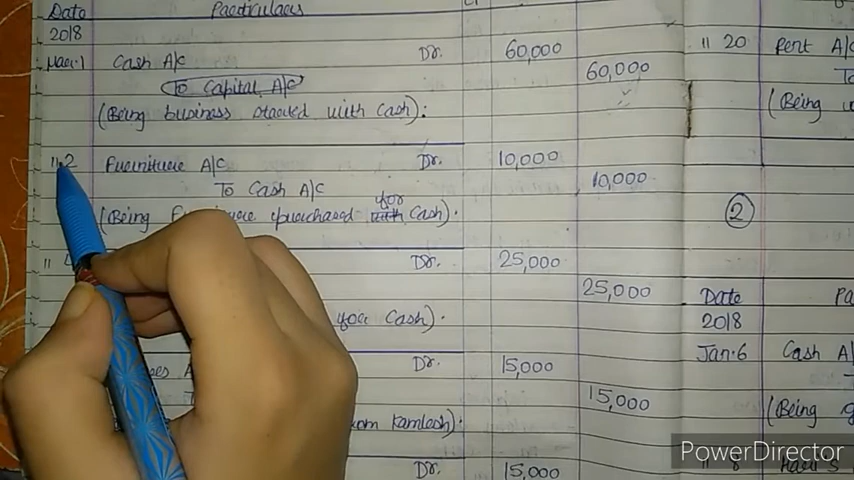 Date Particulars
2018
Mar·1 Cash A/c Dr. 60,000
To Capital A/c 60,000
(Being business started with Cash).
" 2 Furniture A/c Dr. 10,000
To Cash A/c 10,000
(Being furniture purchased for Cash).
" Dr. 25,000
25,000
for Cash).
Dr. 15,000
15,000
Kamlesh).
Dr. 15,000
" 20 Rent A/c
To
(Being
2
Date Pa
2018
Jan·6 Cash A/
(Being g
" 8
PowerDirector